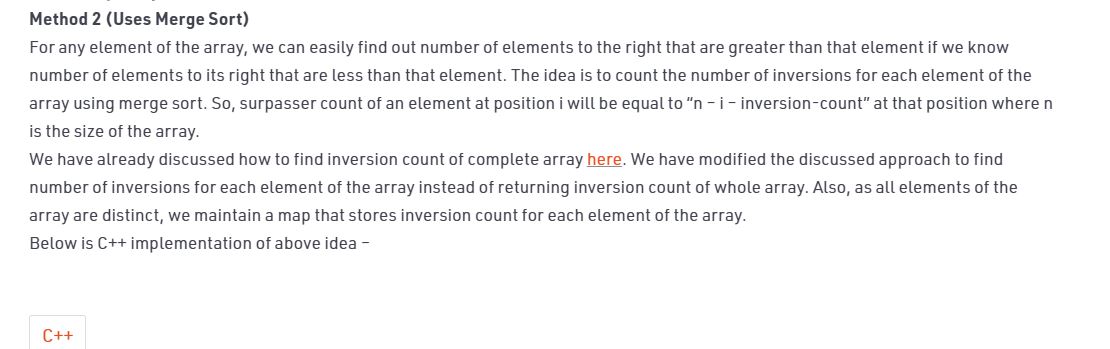 Method 2 (Uses Merge Sort)
For any element of the array, we can easily find out number of elements to the right that are greater than that element if we know
number of elements to its right that are less than that element. The idea is to count the number of inversions for each element of the
array using merge sort. So, surpasser count of an element at position i will be equal to “n – i – inversion-count” at that position where n
is the size of the array.
We have already discussed how to find inversion count of complete array here. We have modified the discussed approach to find
number of inversions for each element of the array instead of returning inversion count of whole array. Also, as all elements of the
array are distinct, we maintain a map that stores inversion count for each element of the array.
Below is C++ implementation of above idea –
C++